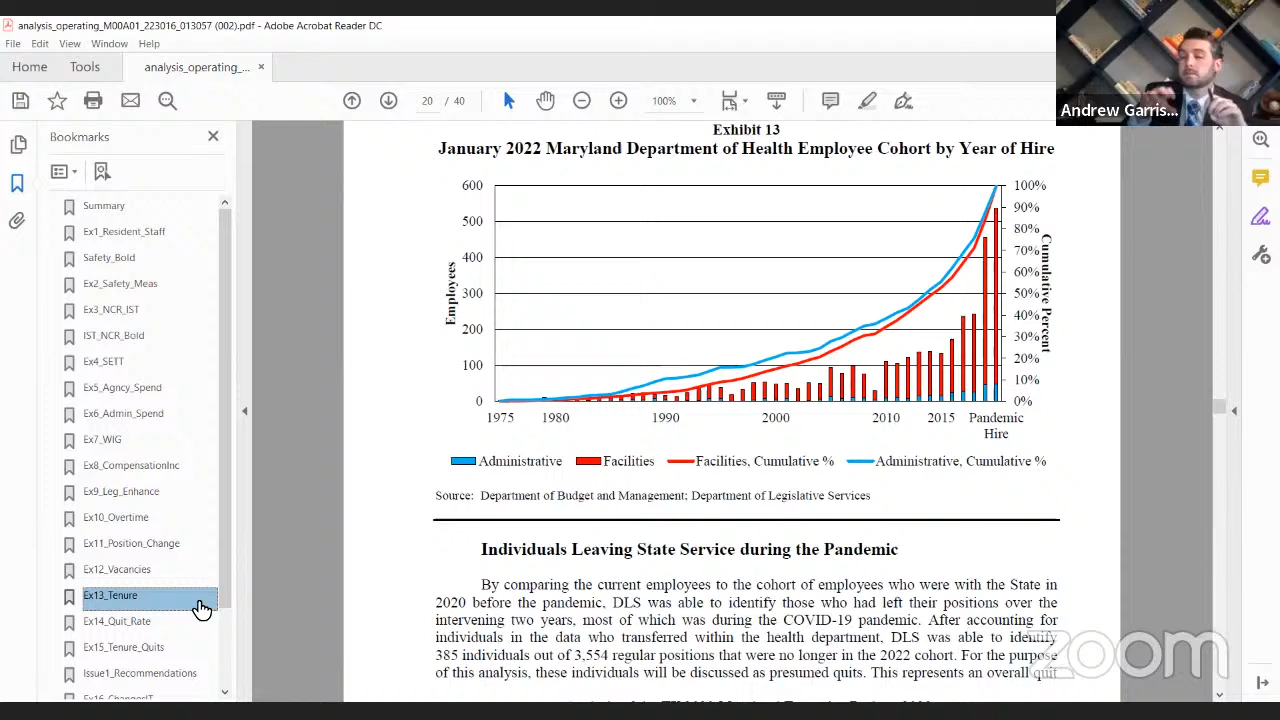 analysis_operating_M00A01_223016_013057 (002).pdf - Adobe Acrobat Reader DC
File Edit View Window Help
Home Tools analysis_operating_... ×
20 / 40 100%
Andrew Garris...
Bookmarks
Summary
Ex1_Resident_Staff
Safety_Bold
Ex2_Safety_Meas
Ex3_NCR_IST
IST_NCR_Bold
Ex4_SETT
Ex5_Agncy_Spend
Ex6_Admin_Spend
Ex7_WIG
Ex8_CompensationInc
Ex9_Leg_Enhance
Ex10_Overtime
Ex11_Position_Change
Ex12_Vacancies
Ex13_Tenure
Ex14_Quit_Rate
Ex15_Tenure_Quits
Issue1_Recommendations
Ex16_ChangesIT
Exhibit 13
January 2022 Maryland Department of Health Employee Cohort by Year of Hire
Employees
600
500
400
300
200
100
0
100%
90%
80%
70%
60%
50%
40%
30%
20%
10%
0%
Cumulative Percent
1975 1980 1990 2000 2010 2015 Pandemic
Hire
Administrative Facilities Facilities, Cumulative % Administrative, Cumulative %
Source: Department of Budget and Management; Department of Legislative Services
Individuals Leaving State Service during the Pandemic
By comparing the current employees to the cohort of employees who were with the State in
2020 before the pandemic, DLS was able to identify those who had left their positions over the
intervening two years, most of which was during the COVID-19 pandemic. After accounting for
individuals in the data who transferred within the health department, DLS was able to identify
385 individuals out of 3,554 regular positions that were no longer in the 2022 cohort. For the purpose
of this analysis, these individuals will be discussed as presumed quits. This represents an overall quit
zoom